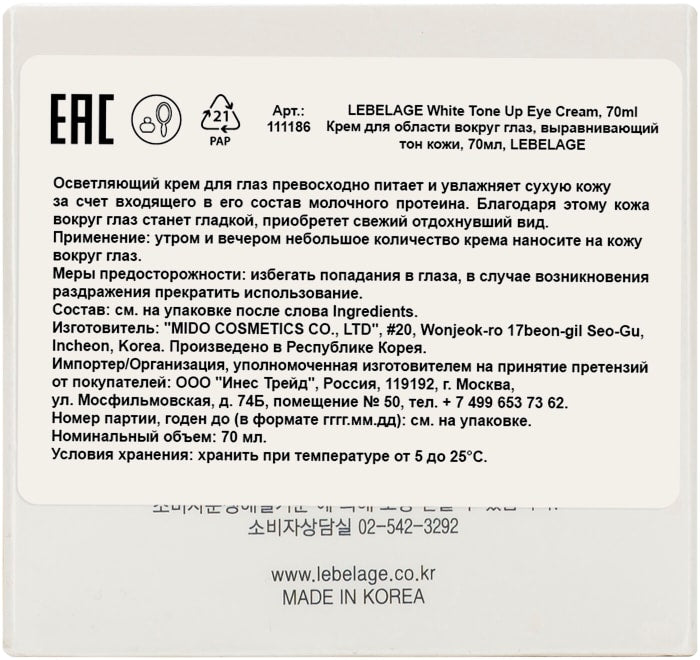 EAC
21
PAP
Арт.:
111186
LEBELAGE White Tone Up Eye Cream, 70ml
Крем для области вокруг глаз, выравнивающий
тон кожи, 70мл, LEBELAGE
Осветляющий крем для глаз превосходно питает и увлажняет сухую кожу
за счет входящего в его состав молочного протеина. Благодаря этому кожа
вокруг глаз станет гладкой, приобретет свежий отдохнувший вид.
Применение: утром и вечером небольшое количество крема наносите на кожу
вокруг глаз.
Меры предосторожности: избегать попадания в глаза, в случае возникновения
раздражения прекратить использование.
Состав: см. на упаковке после слова Ingredients.
Изготовитель: "MIDO COSMETICS CO., LTD", #20, Wonjeok-ro 17beon-gil Seo-Gu,
Incheon, Korea. Произведено в Республике Корея.
Импортер/Организация, уполномоченная изготовителем на принятие претензий
от покупателей: ООО "Инес Трейд", Россия, 119192, г. Москва,
ул. Мосфильмовская, д. 74Б, помещение № 50, тел. + 7 499 653 73 62.
Номер партии, годен до (в формате гггг.мм.дд): см. на упаковке.
Номинальный объем: 70 мл.
Условия хранения: хранить при температуре от 5 до 25°C.
소비자상담실 02-542-3292
www.lebelage.co.kr
MADE IN KOREA